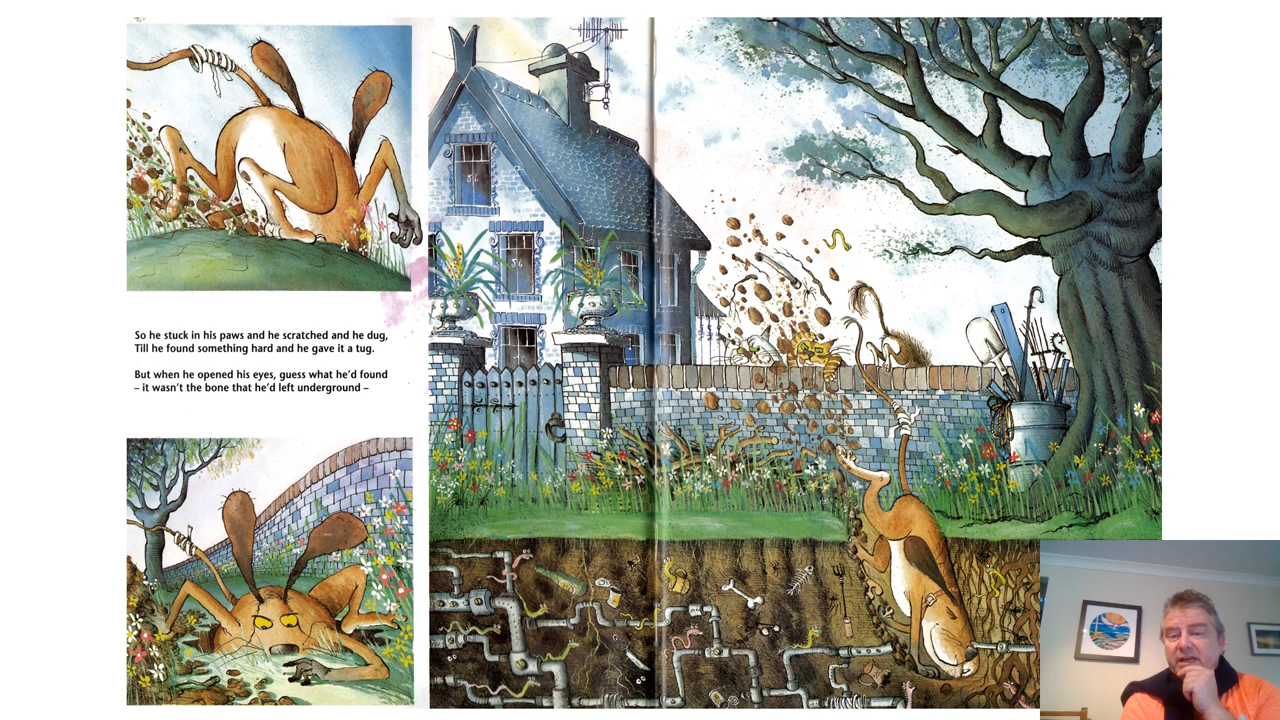 So he stuck in his paws and he scratched and he dug,
Till he found something hard and he gave it a tug.
But when he opened his eyes, guess what he'd found
– it wasn't the bone that he'd left underground –